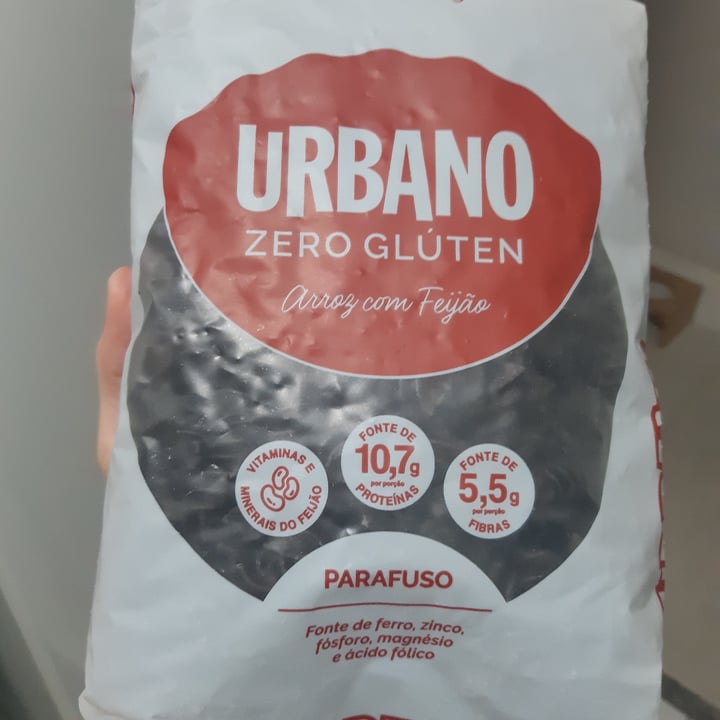 URBANO
ZERO GLÚTEN
Arroz com Feijão
VITAMINAS E
MINERAIS DO FEIJÃO
FONTE DE
10,7g
por porção
PROTEÍNAS
FONTE DE
5,5g
por porção
FIBRAS
PARAFUSO
Fonte de ferro, zinco,
fósforo, magnésio
e ácido fólico